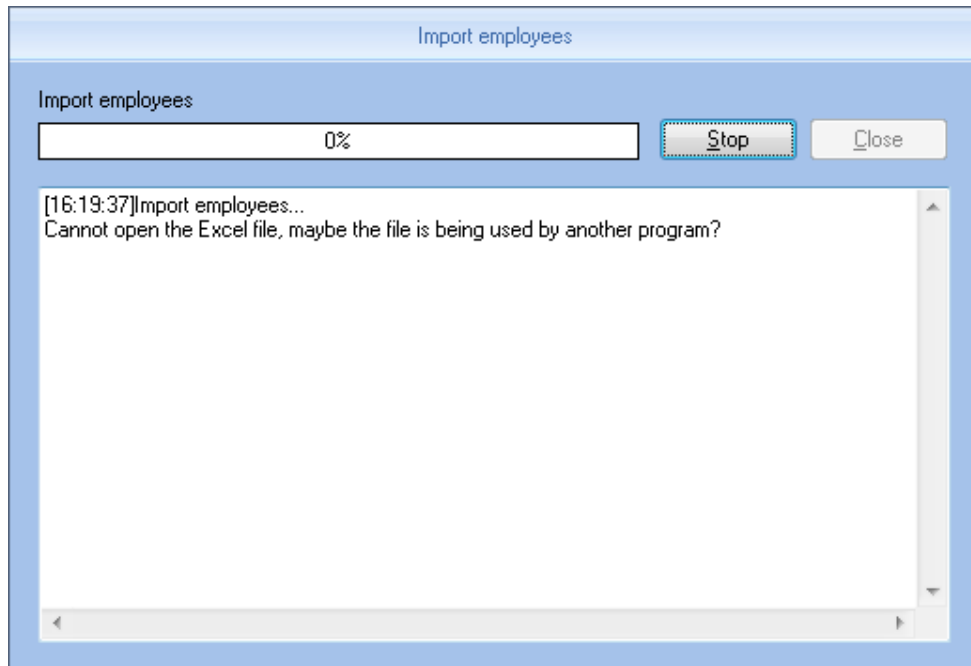 Import employees
Import employees
0%
Stop
Close
[16:19:37]Import employees...
Cannot open the Excel file, maybe the file is being used by another program?